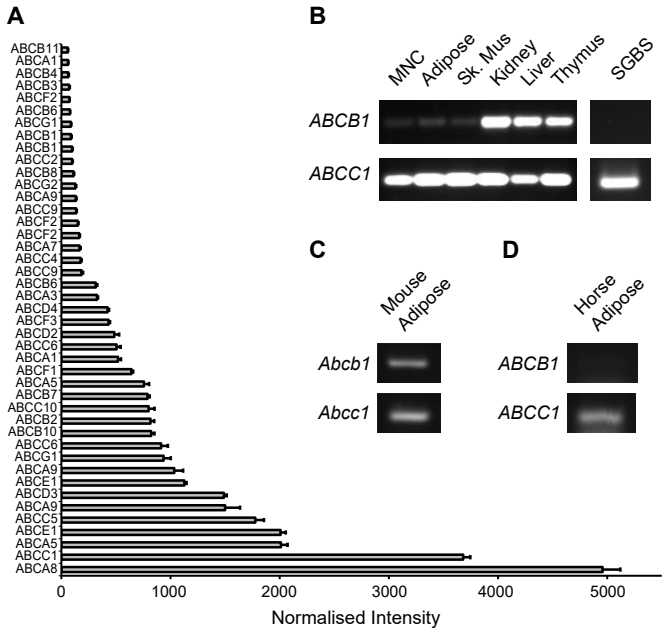 A
ABCB11
ABCA1
ABCB4
ABCB3
ABCF2
ABCB6
ABCG1
ABCB1
ABCB1
ABCC2
ABCB8
ABCG2
ABCA9
ABCC9
ABCF2
ABCF2
ABCA7
ABCC4
ABCC9
ABCB6
ABCA3
ABCD4
ABCF3
ABCD2
ABCC6
ABCA1
ABCF1
ABCA5
ABCB7
ABCC10
ABCB2
ABCB10
ABCC6
ABCG1
ABCA9
ABCE1
ABCD3
ABCA9
ABCC5
ABCE1
ABCA5
ABCC1
ABCA8
0 1000 2000 3000 4000 5000
Normalised Intensity
B
MNC Adipose Sk. Mus Kidney Liver Thymus SGBS
ABCB1
ABCC1
C
Mouse
Adipose
Abcb1
Abcc1
D
Horse
Adipose
ABCB1
ABCC1